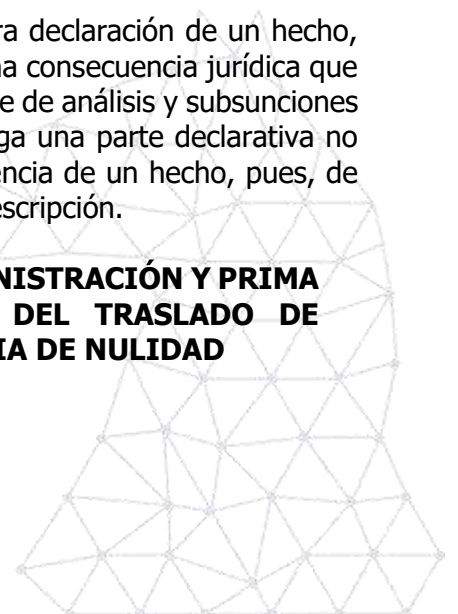 ra declaración de un hecho,
na consecuencia jurídica que
e de análisis y subsunciones
ga una parte declarativa no
encia de un hecho, pues, de
escripción.
NISTRACIÓN Y PRIMA
DEL TRASLADO DE
IA DE NULIDAD